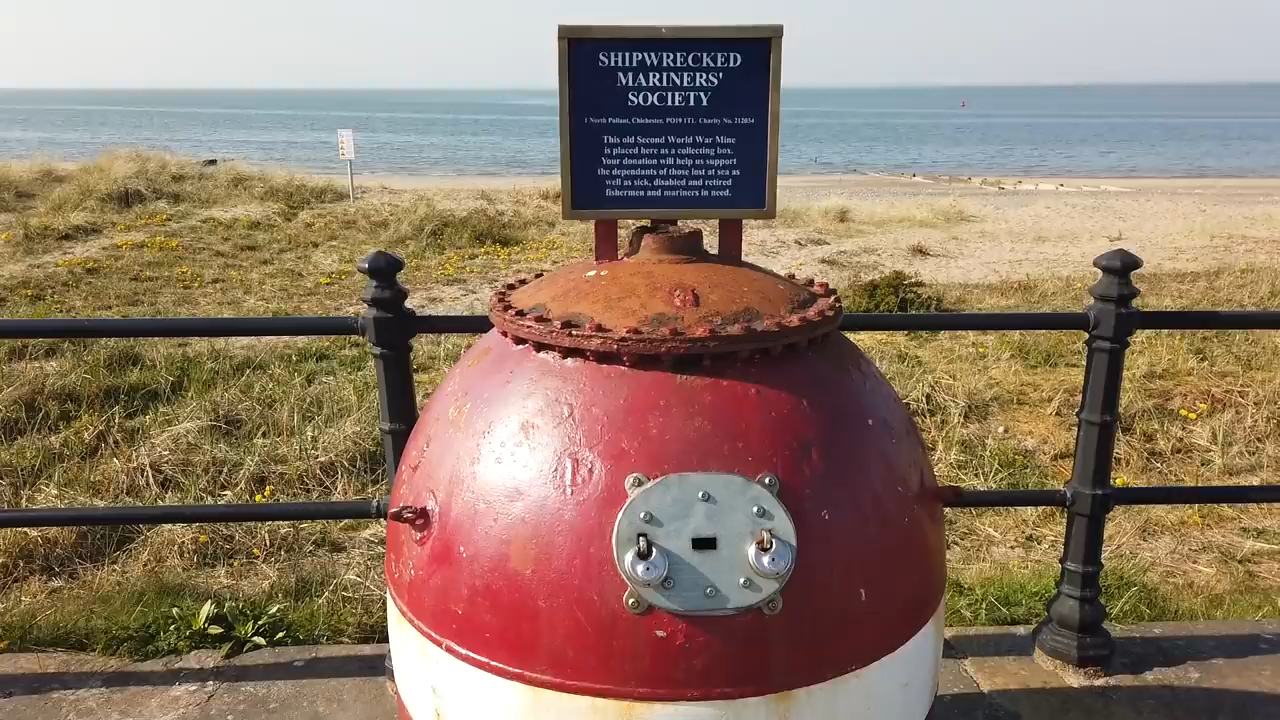 SHIPWRECKED
MARINERS'
SOCIETY
1 North Pallant, Chichester, PO19 1TL Charity No. 212034
This old Second World War Mine
is placed here as a collecting box.
Your donation will help us support
the dependants of those lost at sea as
well as sick, disabled and retired
fishermen and mariners in need.